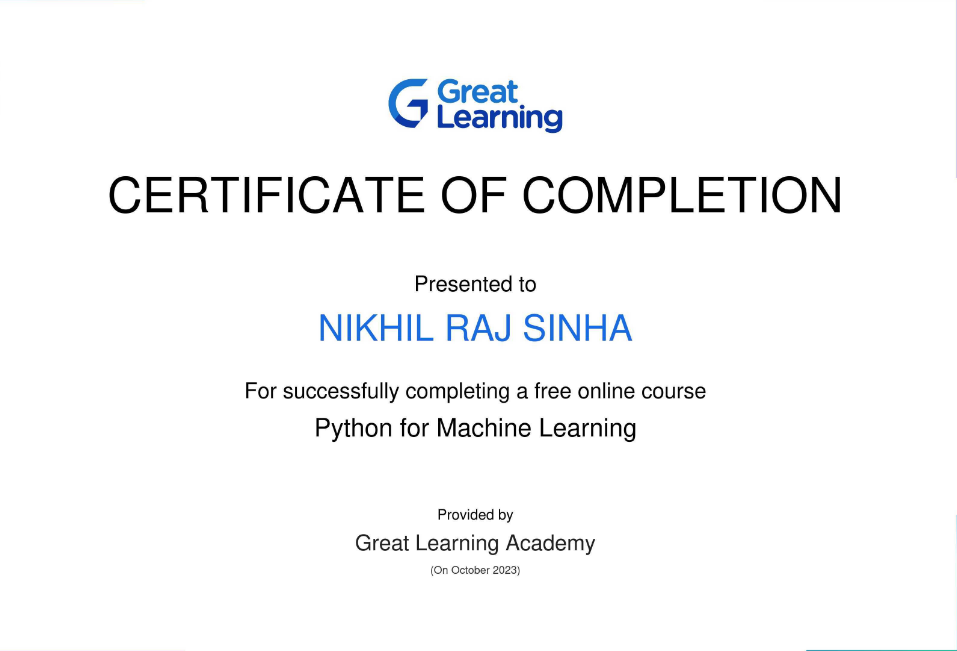 Great
Learning
CERTIFICATE OF COMPLETION
Presented to
NIKHIL RAJ SINHA
For successfully completing a free online course
Python for Machine Learning
Provided by
Great Learning Academy
(On October 2023)